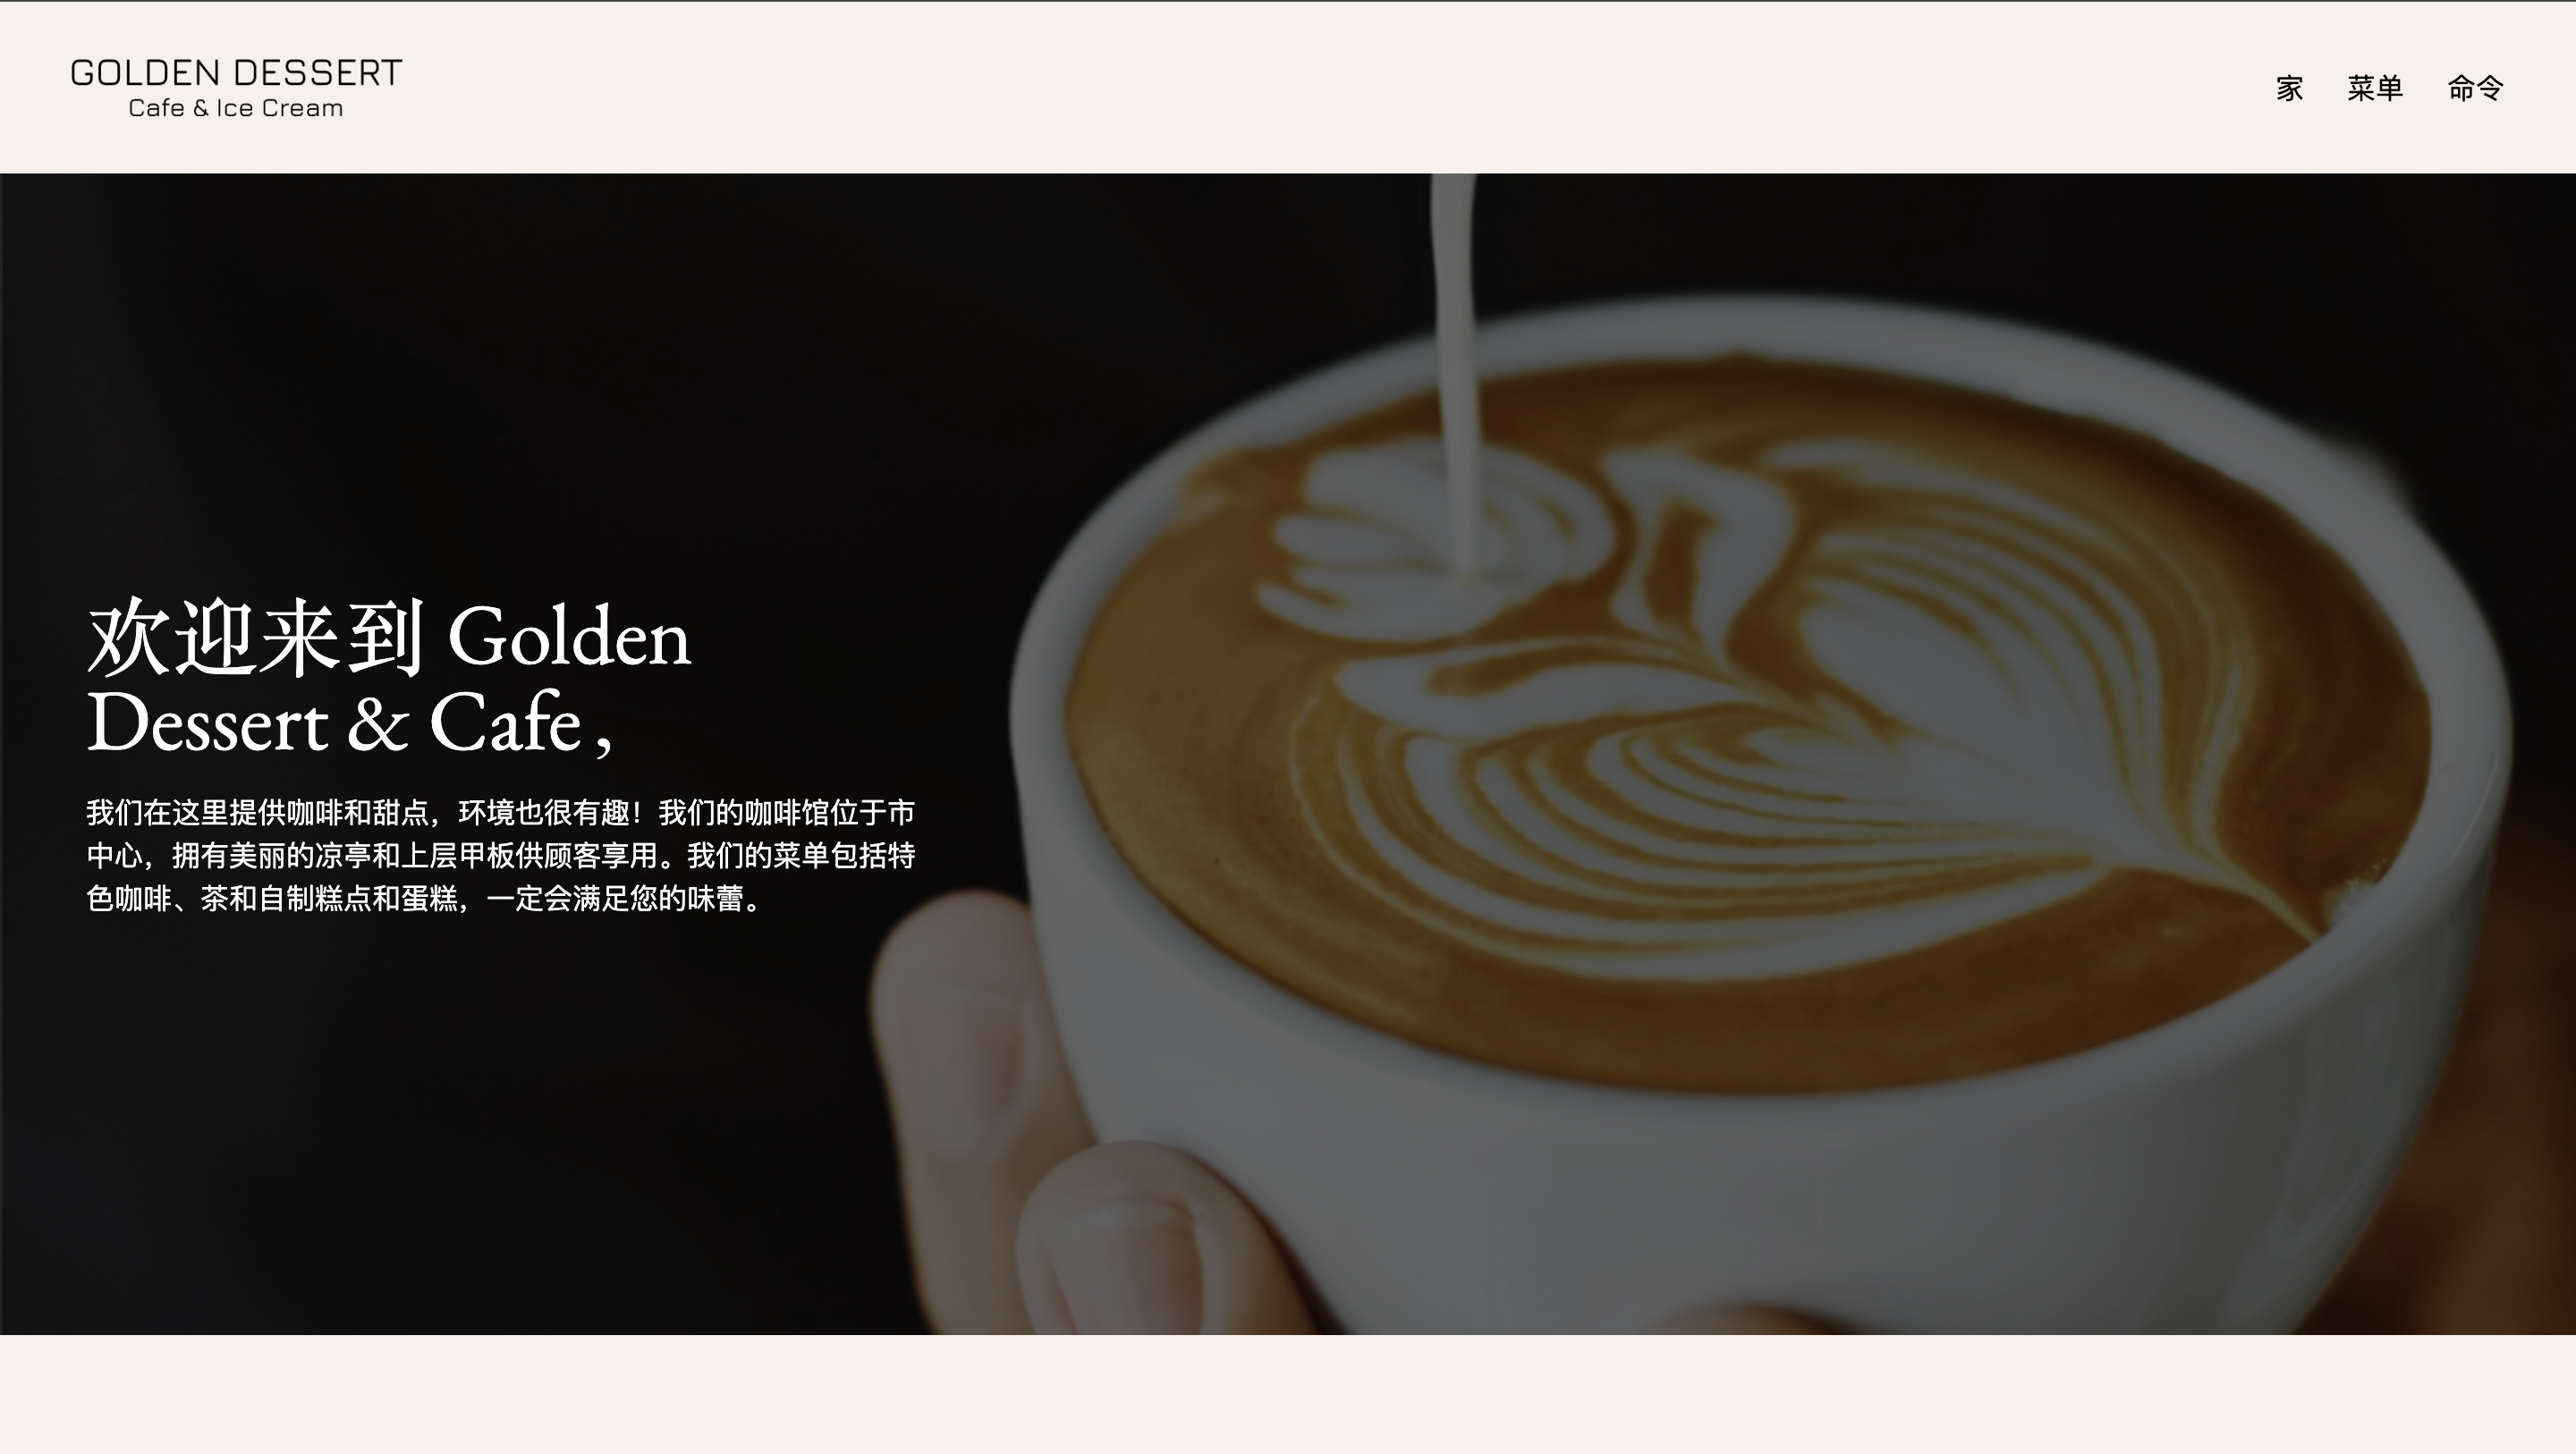 GOLDEN DESSERT
Cafe & Ice Cream
家 菜单 命令
欢迎来到 Golden
Dessert & Cafe ,
我们在这里提供咖啡和甜点，环境也很有趣！我们的咖啡馆位于市
中心，拥有美丽的凉亭和上层甲板供顾客享用。我们的菜单包括特
色咖啡、茶和自制糕点和蛋糕，一定会满足您的味蕾。